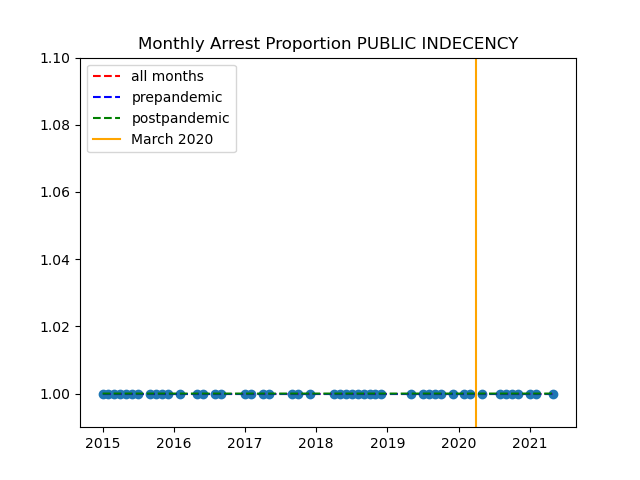 Monthly Arrest Proportion PUBLIC INDECENCY
1.10
1.08
1.06
1.04
1.02
1.00
all months
prepandemic
postpandemic
March 2020
2015 2016 2017 2018 2019 2020 2021